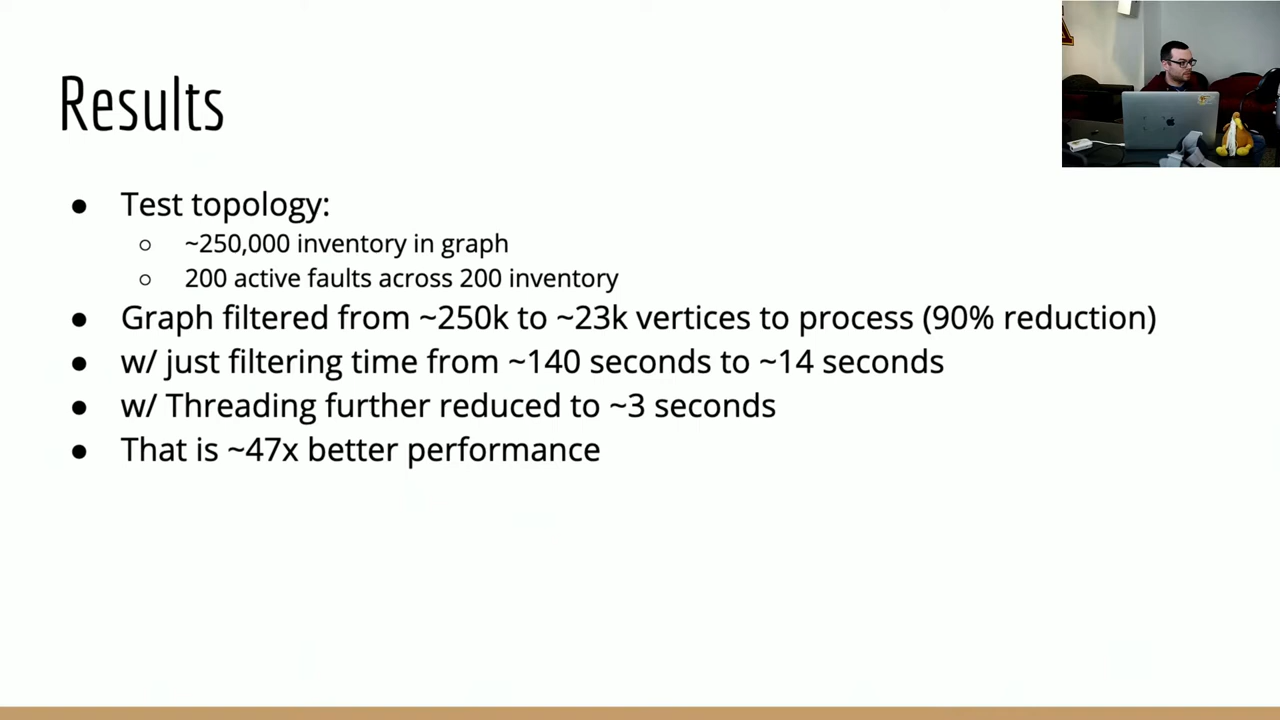 Results
● Test topology:
○ ~250,000 inventory in graph
○ 200 active faults across 200 inventory
● Graph filtered from ~250k to ~23k vertices to process (90% reduction)
● w/ just filtering time from ~140 seconds to ~14 seconds
● w/ Threading further reduced to ~3 seconds
● That is ~47x better performance